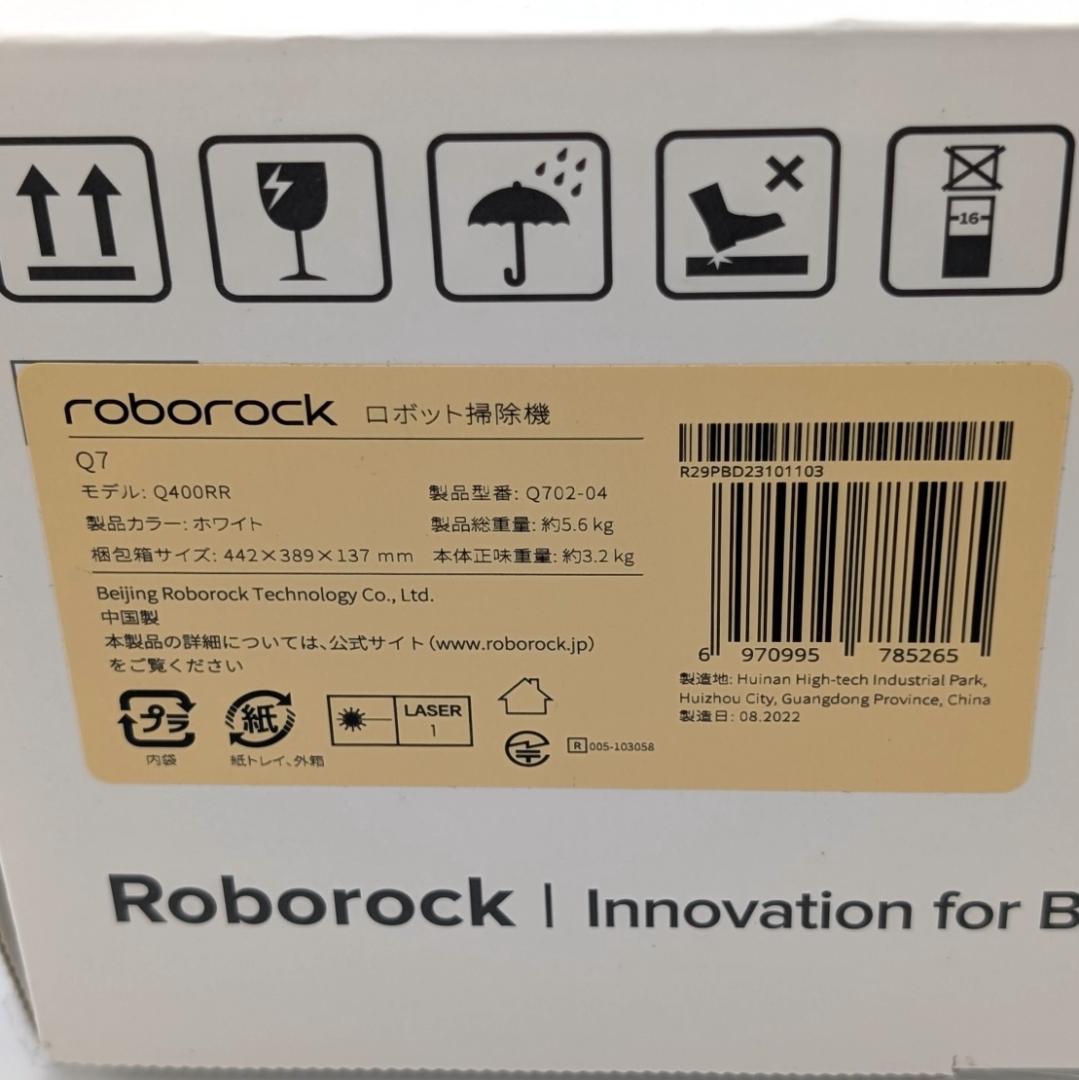 16
roborock ロボット掃除機
Q7
モデル: Q400RR 製品型番: Q702-04
製品カラー: ホワイト 製品総重量: 約5.6 kg
梱包箱サイズ: 442×389×137 mm 本体正味重量: 約3.2 kg
Beijing Roborock Technology Co., Ltd.
中国製
本製品の詳細については、公式サイト(www.roborock.jp)
をご覧ください
プラ
内袋
紙
紙トレイ、外箱
LASER
1
R 005-103058
R29PBD23101103
6 970995 785265
製造地: Huinan High-tech Industrial Park,
Huizhou City, Guangdong Province, China
製造日: 08.2022
Roborock | Innovation for B